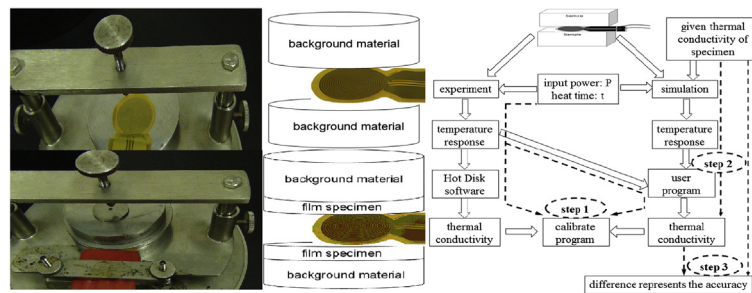 background material
background material
background material
film specimen
film specimen
background material
Sample
given thermal
conductivity of
specimen
experiment
input power: P
heat time: t
simulation
temperature
response
temperature
response
step 2
Hot Disk
software
user
program
step 1
thermal
conductivity
calibrate
program
thermal
conductivity
step 3
difference represents the accuracy